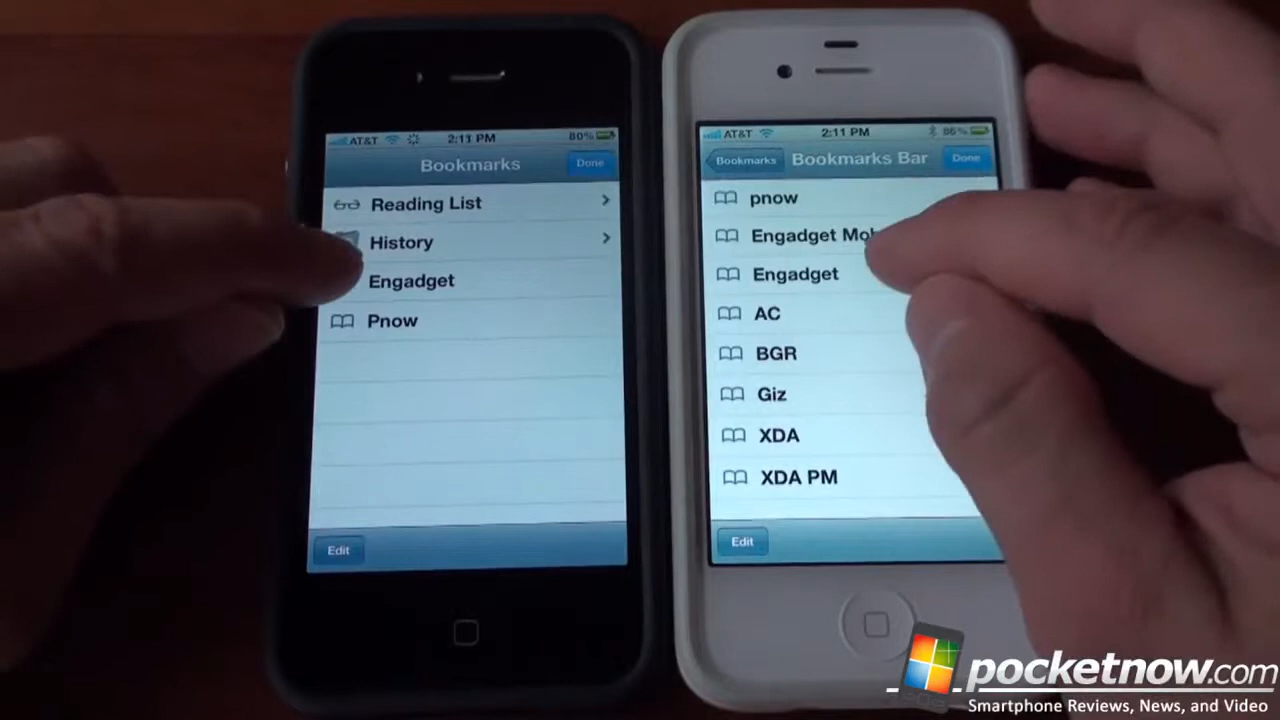 AT&T 2:11 PM 80%
Bookmarks Done
Reading List
History
Engadget
Pnow
Edit
AT&T 2:11 PM 86%
Bookmarks Bookmarks Bar Done
pnow
Engadget
Engadget
AC
BGR
Giz
XDA
XDA PM
Edit
pocketnow.com
Smartphone Reviews, News, and Video